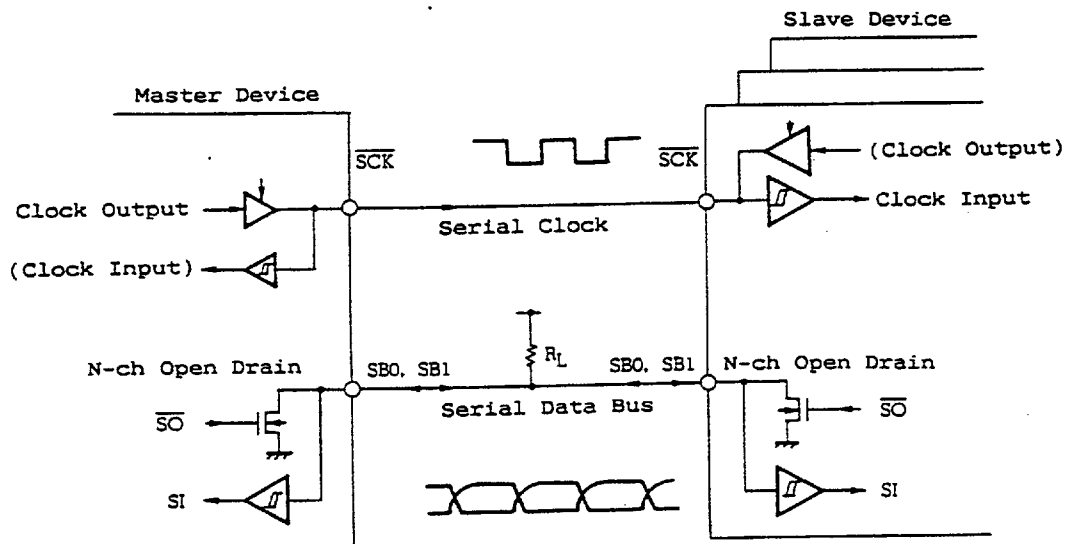 Slave Device
Master Device
SCK
SCK
(Clock Output)
Clock Output
Clock Input
Serial Clock
(Clock Input)
RL
N-ch Open Drain
SB0, SB1
SB0, SB1
N-ch Open Drain
Serial Data Bus
SO
SO
SI
SI